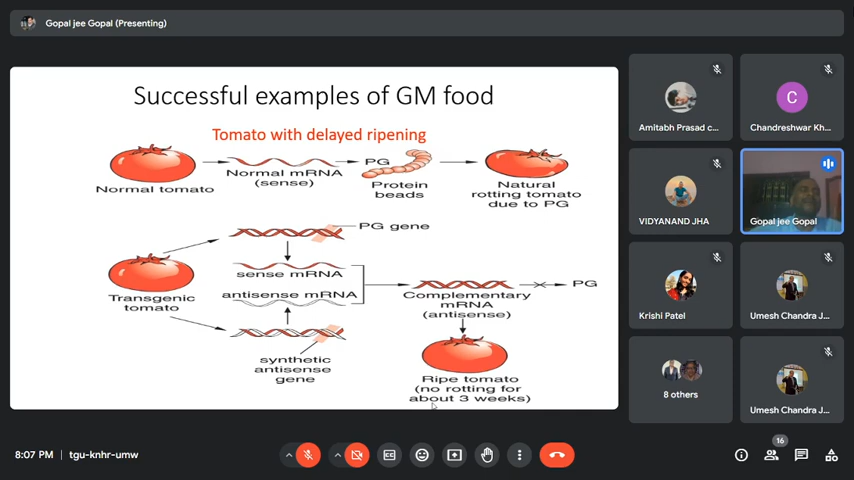 Gopal jee Gopal (Presenting)
Successful examples of GM food
Tomato with delayed ripening
Normal tomato
Normal mRNA
(sense)
PG
Protein
beads
Natural
rotting tomato
due to PG
PG gene
Transgenic
tomato
sense mRNA
antisense mRNA
synthetic
antisense
gene
Complementary
mRNA
(antisense)
PG
Ripe tomato
(no rotting for
about 3 weeks)
Amitabh Prasad c...
C
Chandreshwar Kh...
VIDYANAND JHA
Gopal jee Gopal
Krishi Patel
Umesh Chandra J...
8 others
Umesh Chandra J...
8:07 PM | tgu-knhr-umw
CC
16